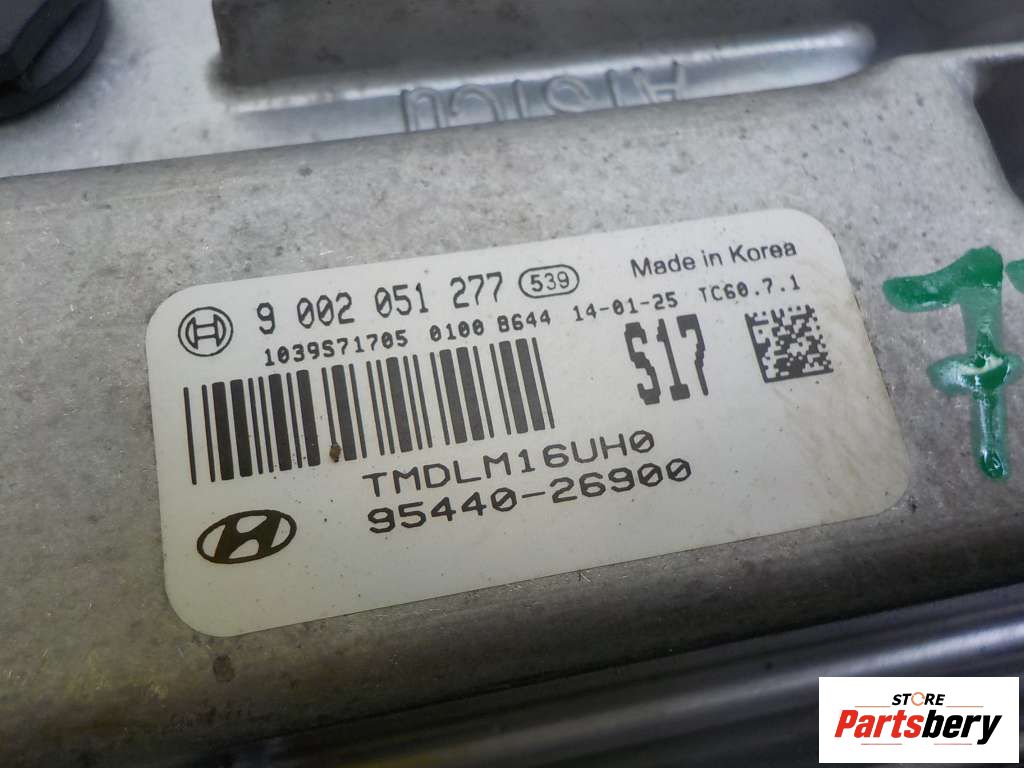 9 002 051 277 539
Made in Korea
1039S71705 0100 8644 14-01-25 TC60.7.1
S17
TMDLM16UH0
95440-26900
STORE
Partsbery